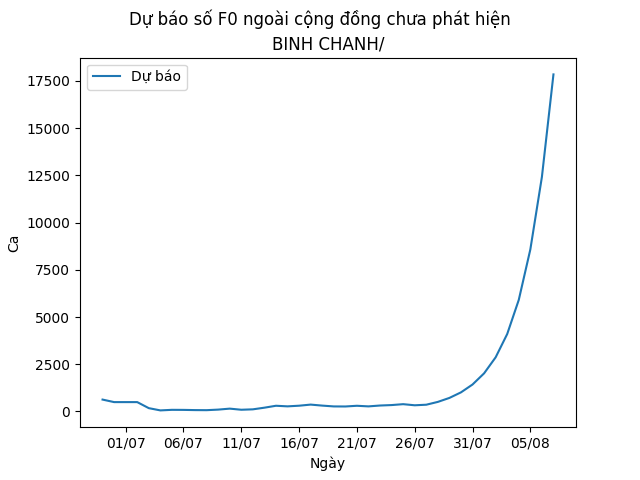 Dự báo số F0 ngoài cộng đồng chưa phát hiện
BINH CHANH/
Dự báo
17500
15000
12500
10000
7500
5000
2500
0
Ca
01/07 06/07 11/07 16/07 21/07 26/07 31/07 05/08
Ngày